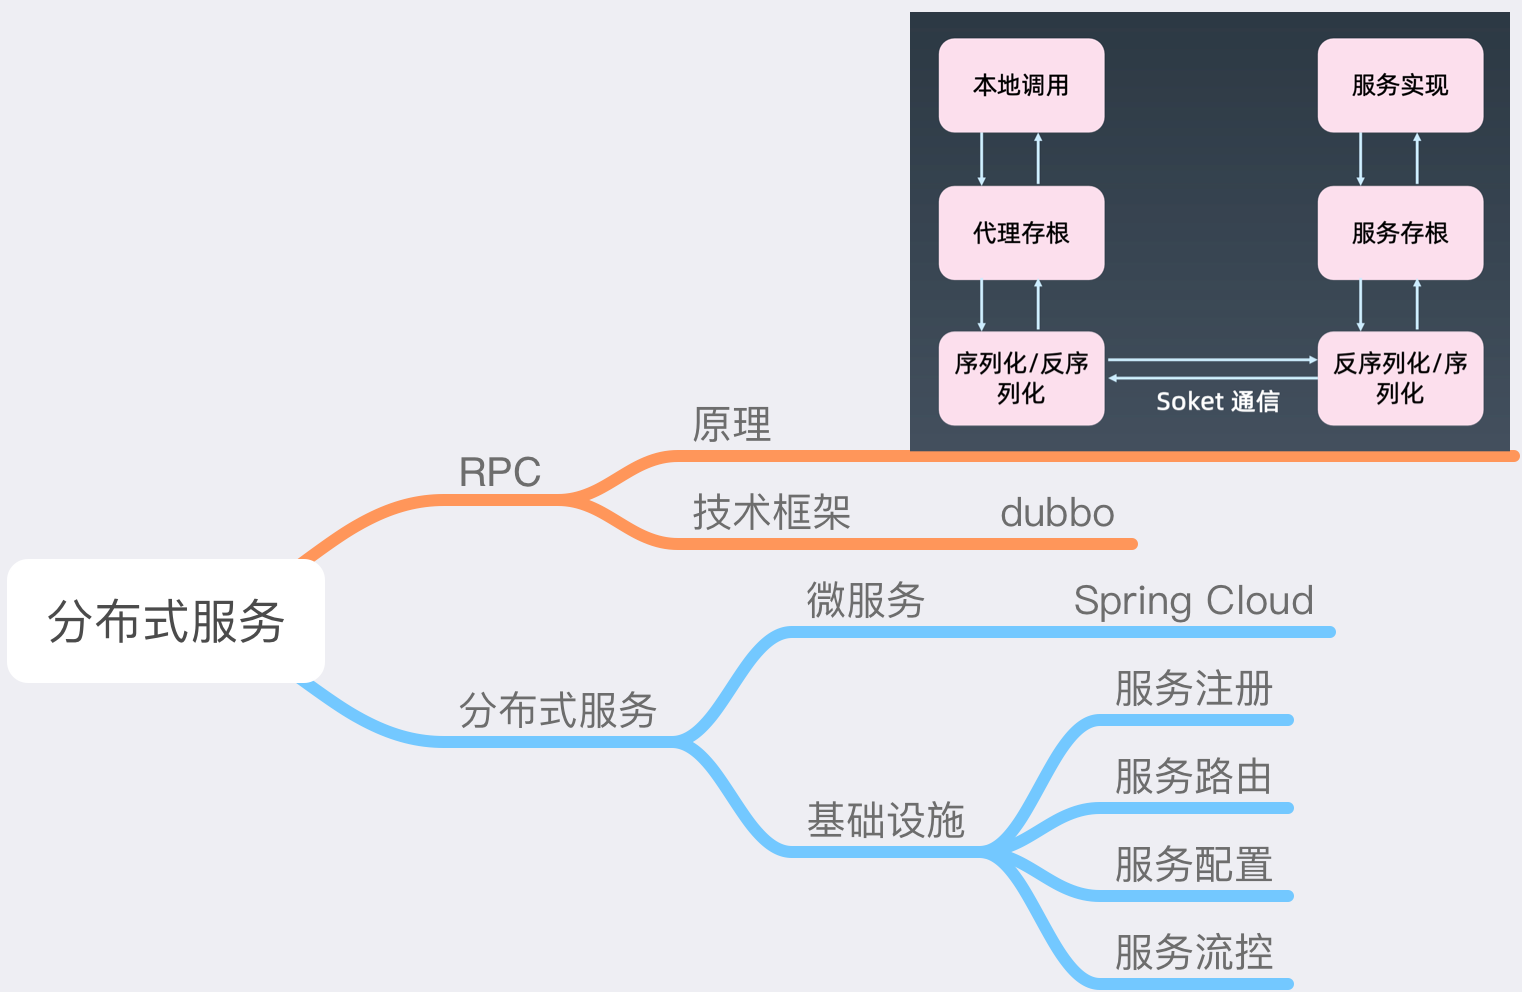 本地调用
服务实现
代理存根
服务存根
序列化/反序
列化
反序列化/序
列化
Soket 通信
原理
RPC
技术框架
dubbo
分布式服务
微服务
Spring Cloud
服务注册
分布式服务
服务路由
基础设施
服务配置
服务流控